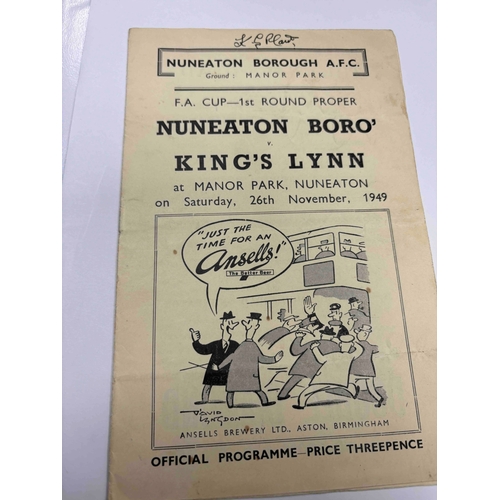 NUNEATON BOROUGH A.F.C.
Ground: MANOR PARK
F.A. CUP—1st ROUND PROPER
NUNEATON BORO'
v.
KING'S LYNN
at MANOR PARK, NUNEATON
on Saturday, 26th November, 1949
"JUST THE
TIME FOR AN
Ansells!"
The Better Beer
DAVID
LANGDON
ANSELLS BREWERY LTD., ASTON, BIRMINGHAM
OFFICIAL PROGRAMME—PRICE THREEPENCE